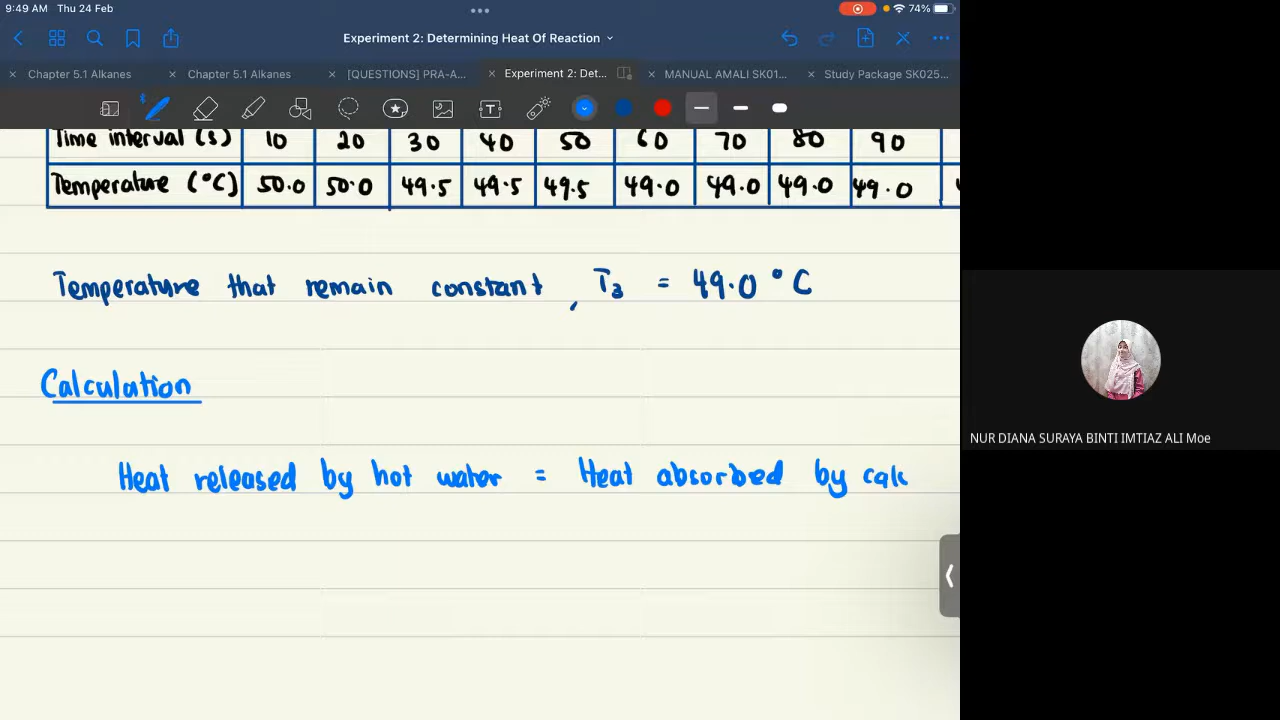 9:49 AM Thu 24 Feb
74%
Experiment 2: Determining Heat Of Reaction
Chapter 5.1 Alkanes
Chapter 5.1 Alkanes
[QUESTIONS] PRA-A...
Experiment 2: Det...
MANUAL AMALI SK01...
Study Package SK025...
Time interval (s) 10 20 30 40 50 60 70 80 90
Temperature (°C) 50.0 50.0 49.5 49.5 49.5 49.0 49.0 49.0 49.0
Temperature that remain constant, T3 = 49.0 °C
Calculation
NUR DIANA SURAYA BINTI IMTIAZ ALI Moe
Heat released by hot water = Heat absorbed by calc